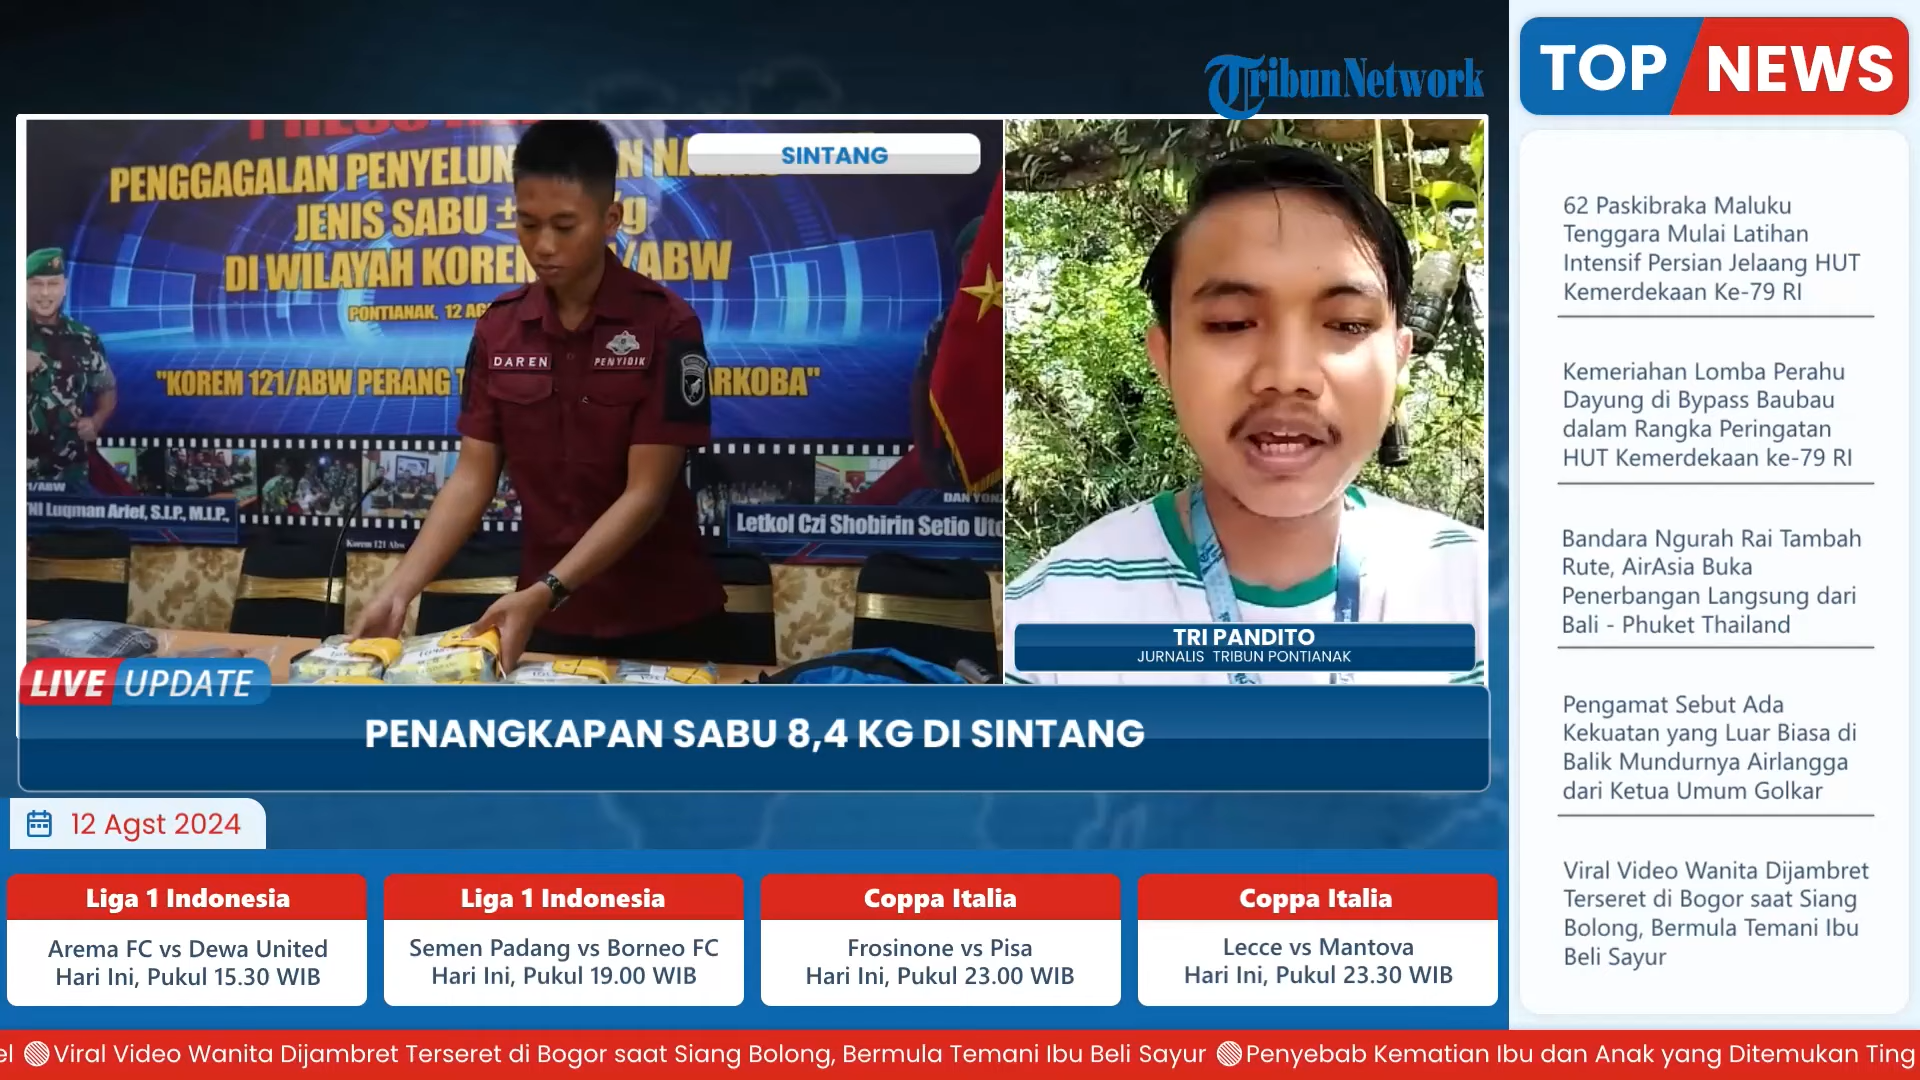 TribunNetwork
TOP NEWS
SINTANG
PENGGAGALAN
JENIS SABU ±
DI WILAYAH KOREM /ABW
PONTIANAK, 12
"KOREM 121/ABW PERANG
DAREN
PENYIDIK
Luqman Arief, S.I.P., M.I.P.,
Letkol Czi Shobirin Setio
Korem 121 Abw
TRI PANDITO
JURNALIS TRIBUN PONTIANAK
LIVE UPDATE
PENANGKAPAN SABU 8,4 KG DI SINTANG
12 Agst 2024
62 Paskibraka Maluku
Tenggara Mulai Latihan
Intensif Persian Jelaang HUT
Kemerdekaan Ke-79 RI
Kemeriahan Lomba Perahu
Dayung di Bypass Baubau
dalam Rangka Peringatan
HUT Kemerdekaan ke-79 RI
Bandara Ngurah Rai Tambah
Rute, AirAsia Buka
Penerbangan Langsung dari
Bali - Phuket Thailand
Pengamat Sebut Ada
Kekuatan yang Luar Biasa di
Balik Mundurnya Airlangga
dari Ketua Umum Golkar
Viral Video Wanita Dijambret
Terseret di Bogor saat Siang
Bolong, Bermula Temani Ibu
Beli Sayur
Liga 1 Indonesia
Arema FC vs Dewa United
Hari Ini, Pukul 15.30 WIB
Liga 1 Indonesia
Semen Padang vs Borneo FC
Hari Ini, Pukul 19.00 WIB
Coppa Italia
Frosinone vs Pisa
Hari Ini, Pukul 23.00 WIB
Coppa Italia
Lecce vs Mantova
Hari Ini, Pukul 23.30 WIB
el Viral Video Wanita Dijambret Terseret di Bogor saat Siang Bolong, Bermula Temani Ibu Beli Sayur Penyebab Kematian Ibu dan Anak yang Ditemukan Ting